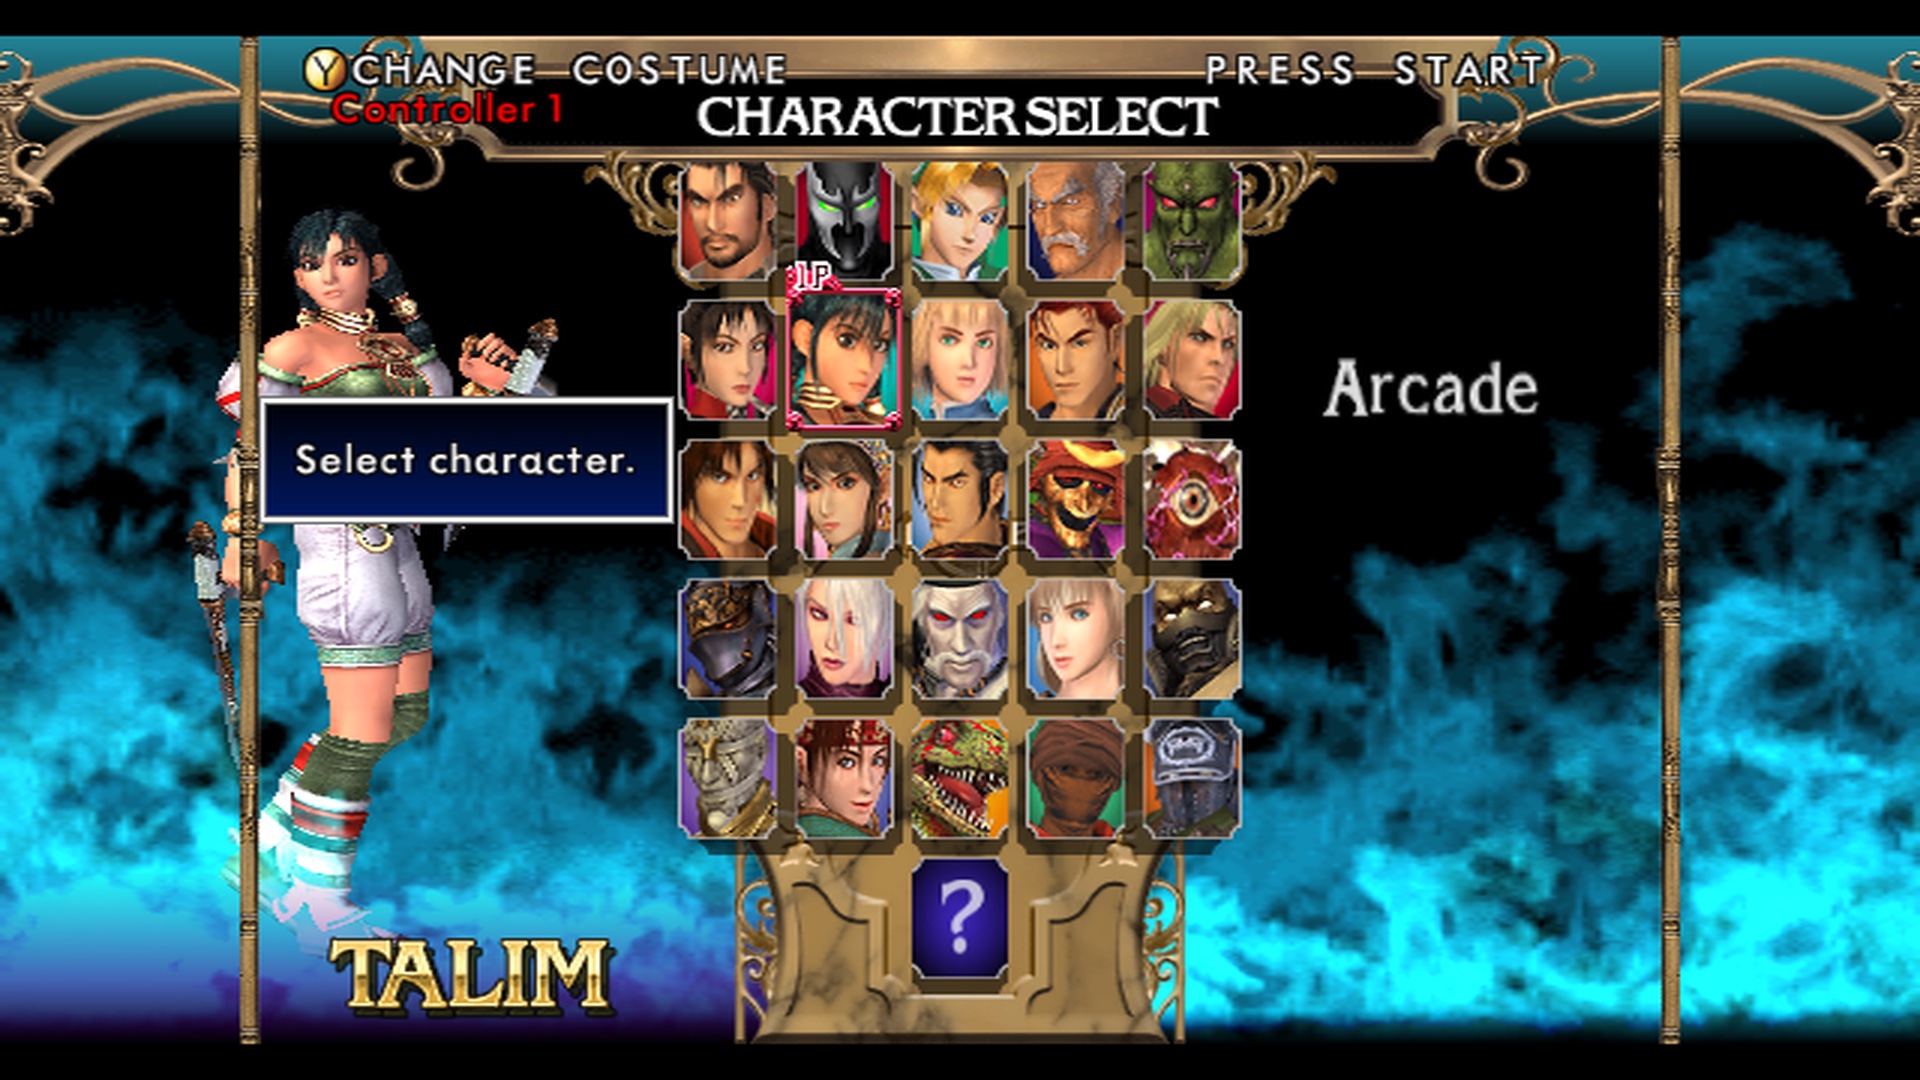 Y CHANGE COSTUME
PRESS START
Controller 1
CHARACTER SELECT
1P
Arcade
Select character.
?
TALIM